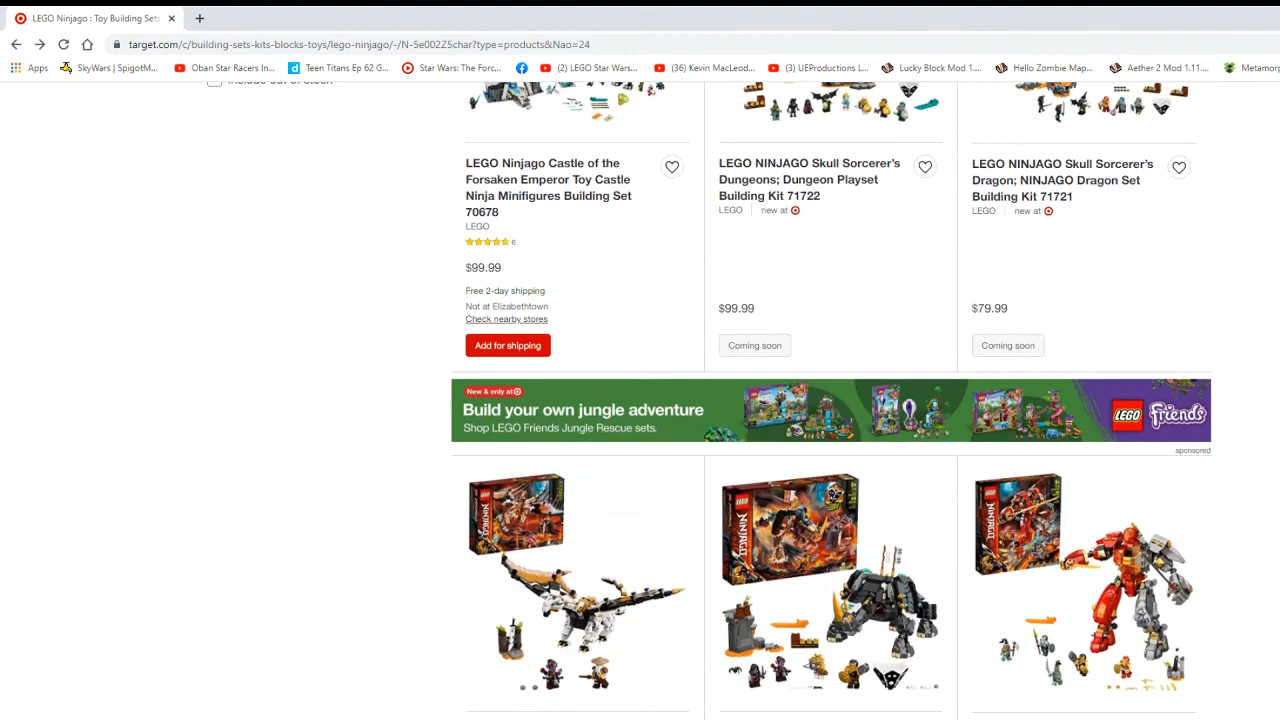 LEGO Ninjago : Toy Building Sets
target.com/c/building-sets-kits-blocks-toys/lego-ninjago/-/N-5e002Z5char?type=products&Nao=24
Apps SkyWars | SpigotM... Oban Star Racers In... Teen Titans Ep 62 G... Star Wars: The Forc... (2) LEGO Star Wars... (36) Kevin MacLeod... (3) UEProductions L... Lucky Block Mod 1.... Hello Zombie Map... Aether 2 Mod 1.11.... Metamorp
Include out of stock
LEGO Ninjago Castle of the
Forsaken Emperor Toy Castle
Ninja Minifigures Building Set
70678
LEGO
6
$99.99
Free 2-day shipping
Not at Elizabethtown
Check nearby stores
Add for shipping
LEGO NINJAGO Skull Sorcerer's
Dungeons; Dungeon Playset
Building Kit 71722
LEGO new at
$99.99
Coming soon
LEGO NINJAGO Skull Sorcerer's
Dragon; NINJAGO Dragon Set
Building Kit 71721
LEGO new at
$79.99
Coming soon
New & only at
Build your own jungle adventure
Shop LEGO Friends Jungle Rescue sets.
LEGO friends
sponsored
LEGO NINJAGO
LEGO NINJAGO
LEGO NINJAGO